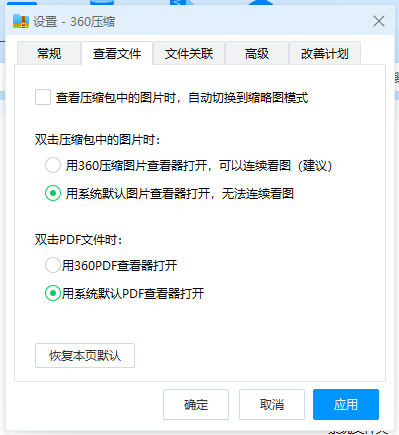 设置 - 360压缩
常规
查看文件
文件关联
高级
改善计划
查看压缩包中的图片时，自动切换到缩略图模式
双击压缩包中的图片时：
用360压缩图片查看器打开，可以连续看图（建议）
用系统默认图片查看器打开，无法连续看图
双击PDF文件时：
用360PDF查看器打开
用系统默认PDF查看器打开
恢复本页默认
确定
取消
应用